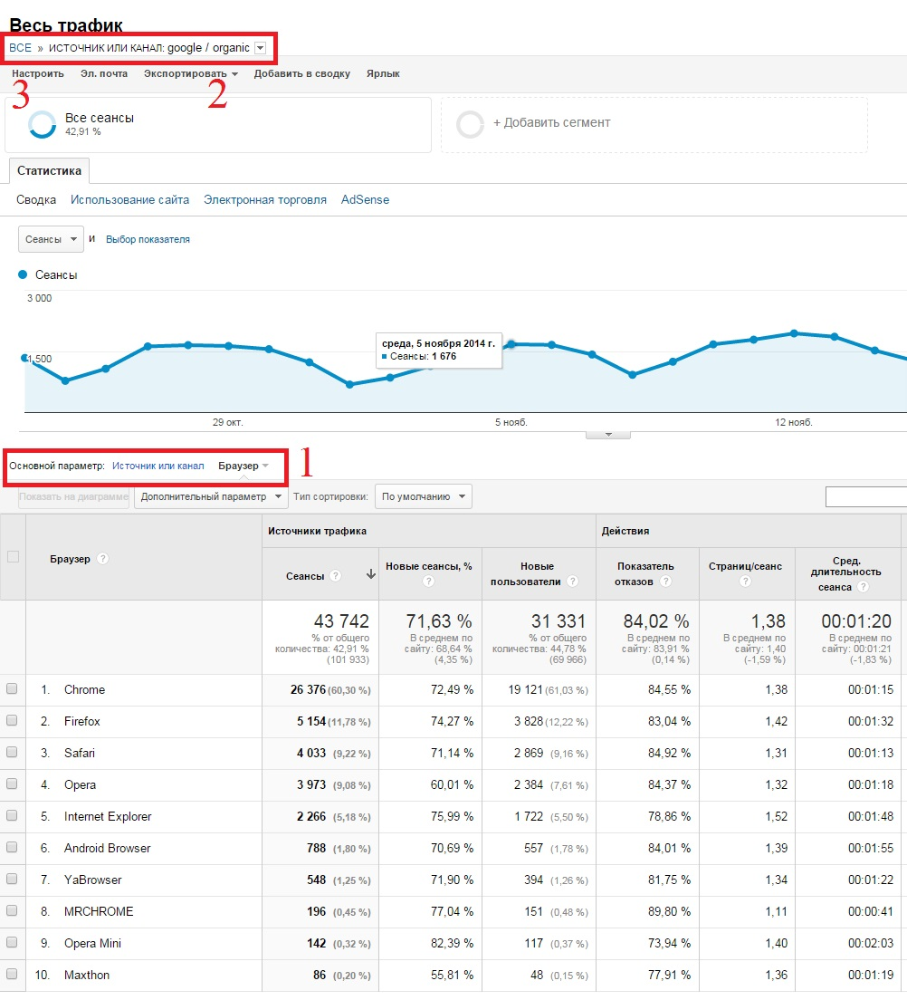 Весь трафик
ВСЕ » ИСТОЧНИК ИЛИ КАНАЛ: google / organic
Настроить Эл. почта Экспортировать Добавить в сводку Ярлык
3 2
Все сеансы
42,91 %
+ Добавить сегмент
Статистика
Сводка Использование сайта Электронная торговля AdSense
Сеансы и Выбор показателя
Сеансы
3 000
1,500
среда, 5 ноября 2014 г.
Сеансы: 1 676
29 окт. 5 нояб. 12 нояб.
Основной параметр: Источник или канал Браузер 1
Показать на диаграмме Дополнительный параметр Тип сортировки: По умолчанию
Источники трафика Действия
Браузер ? Сеансы ? Новые сеансы, % ? Новые пользователи ? Показатель отказов ? Страниц/сеанс ? Сред. длительность сеанса ?
43 742 71,63 % 31 331 84,02 % 1,38 00:01:20
% от общего В среднем по % от общего В среднем по В среднем по В среднем по
количества: 42,91 % сайту: 68,64 % количества: 44,78 % сайту: 83,91 % сайту: 1,40 сайту: 00:01:21
(101 933) (4,35 %) (69 966) (0,14 %) (-1,59 %) (-1,83 %)
1. Chrome 26 376 (60,30 %) 72,49 % 19 121 (61,03 %) 84,55 % 1,38 00:01:15
2. Firefox 5 154 (11,78 %) 74,27 % 3 828 (12,22 %) 83,04 % 1,42 00:01:32
3. Safari 4 033 (9,22 %) 71,14 % 2 869 (9,16 %) 84,92 % 1,31 00:01:13
4. Opera 3 973 (9,08 %) 60,01 % 2 384 (7,61 %) 84,37 % 1,32 00:01:18
5. Internet Explorer 2 266 (5,18 %) 75,99 % 1 722 (5,50 %) 78,86 % 1,52 00:01:48
6. Android Browser 788 (1,80 %) 70,69 % 557 (1,78 %) 84,01 % 1,39 00:01:55
7. YaBrowser 548 (1,25 %) 71,90 % 394 (1,26 %) 81,75 % 1,34 00:01:22
8. MRCHROME 196 (0,45 %) 77,04 % 151 (0,48 %) 89,80 % 1,11 00:00:41
9. Opera Mini 142 (0,32 %) 82,39 % 117 (0,37 %) 73,94 % 1,40 00:02:03
10. Maxthon 86 (0,20 %) 55,81 % 48 (0,15 %) 77,91 % 1,36 00:01:19